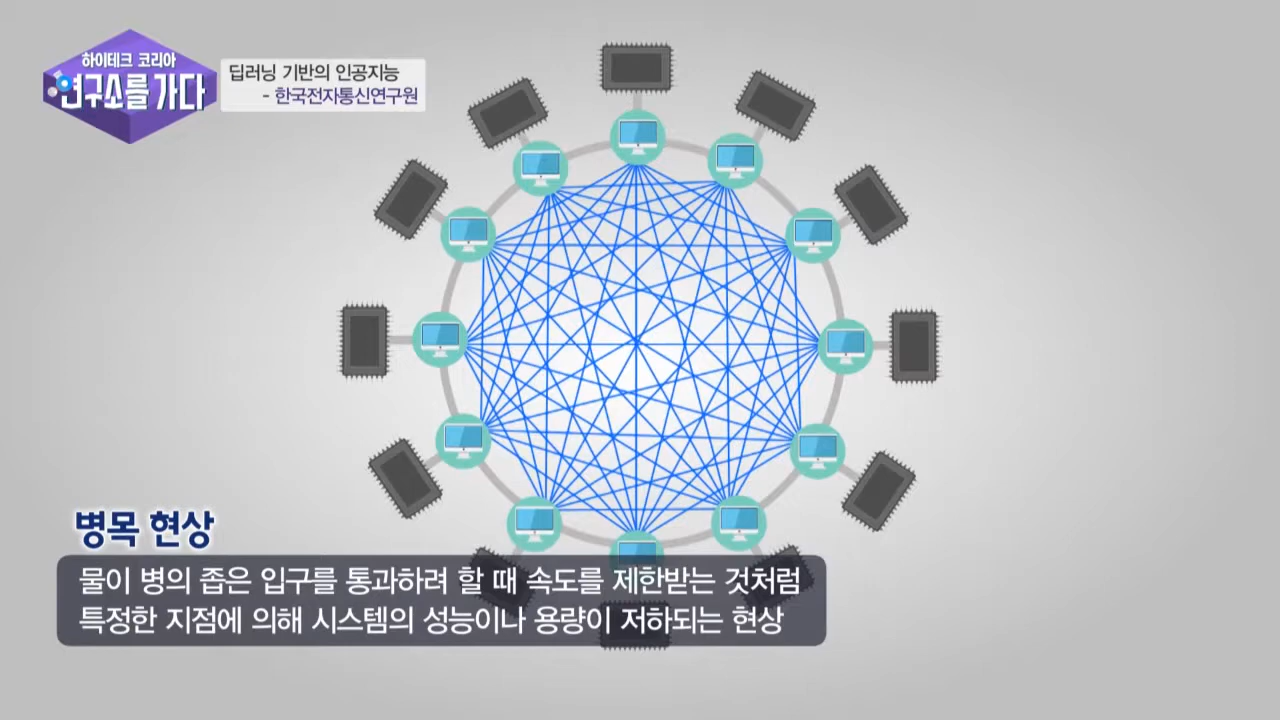 하이테크 코리아
연구소를 가다
딥러닝 기반의 인공지능
- 한국전자통신연구원
병목 현상
물이 병의 좁은 입구를 통과하려 할 때 속도를 제한받는 것처럼
특정한 지점에 의해 시스템의 성능이나 용량이 저하되는 현상